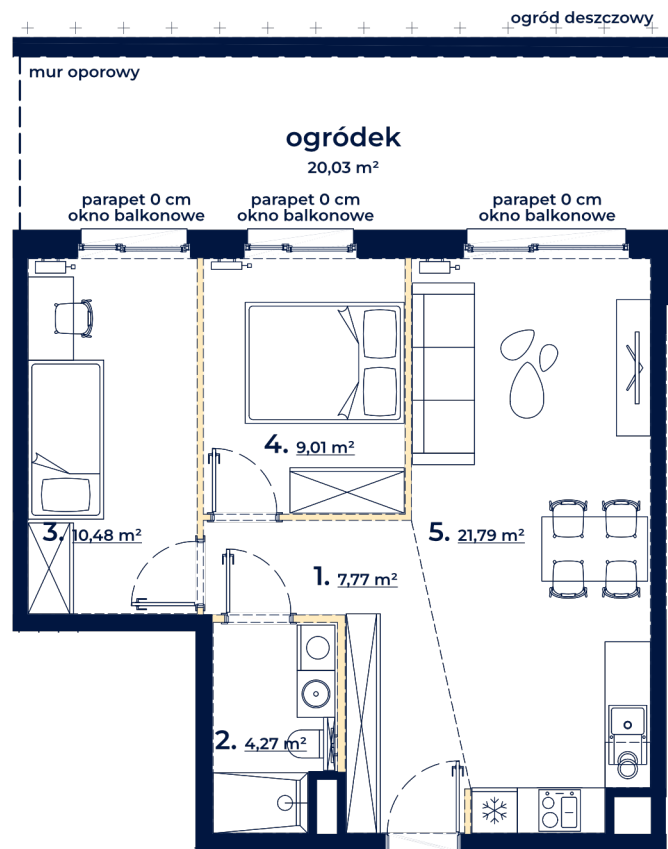 ogród deszczowy
mur oporowy
ogródek
20,03 m²
parapet 0 cm
okno balkonowe
parapet 0 cm
okno balkonowe
parapet 0 cm
okno balkonowe
4. 9,01 m²
3. 10,48 m²
5. 21,79 m²
1. 7,77 m²
2. 4,27 m²